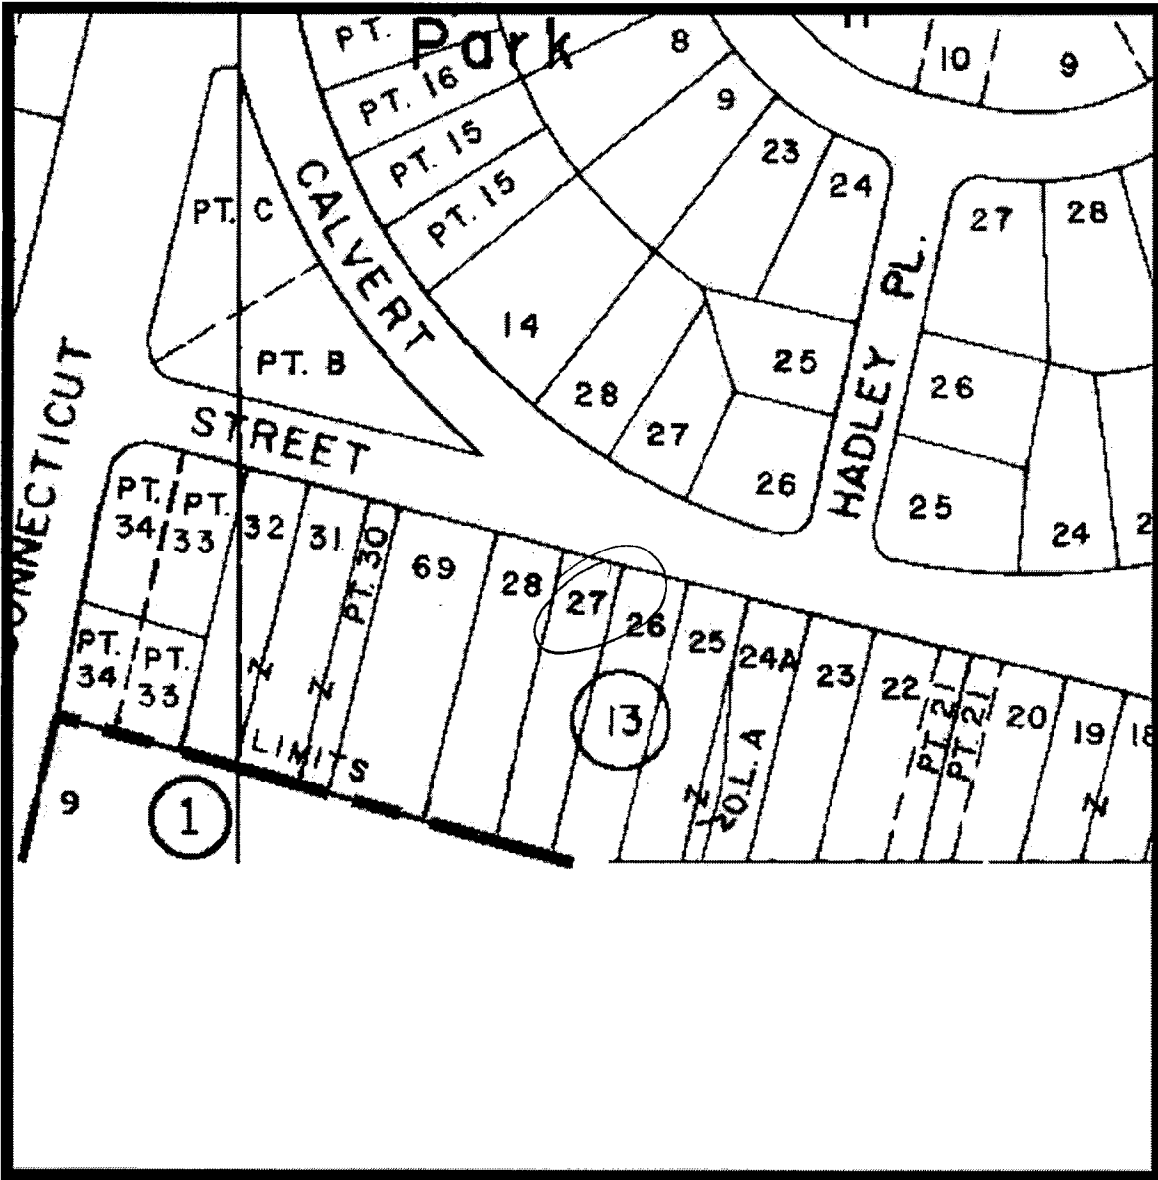 PT.
Park
PT. 16
PT. 15
PT. 15
8
9
10
9
23
24
27
28
PT. C
CALVERT
HADLEY PL.
14
PT. B
28
27
25
26
26
25
24
CONNECTICUT
STREET
PT. 34
PT. 33
32
31
PT. 30
69
28
27
26
25
24A
23
22
PT. 21
PT. 21
20
19
18
PT. 34
PT. 33
Z
Z
13
LIMITS
Z
OL. A
Z
9
1